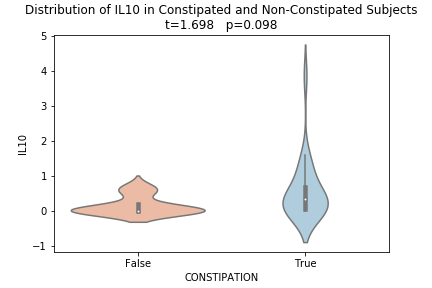 Distribution of IL10 in Constipated and Non-Constipated Subjects
t=1.698   p=0.098
5
4
3
2
1
0
−1
IL10
False
True
CONSTIPATION